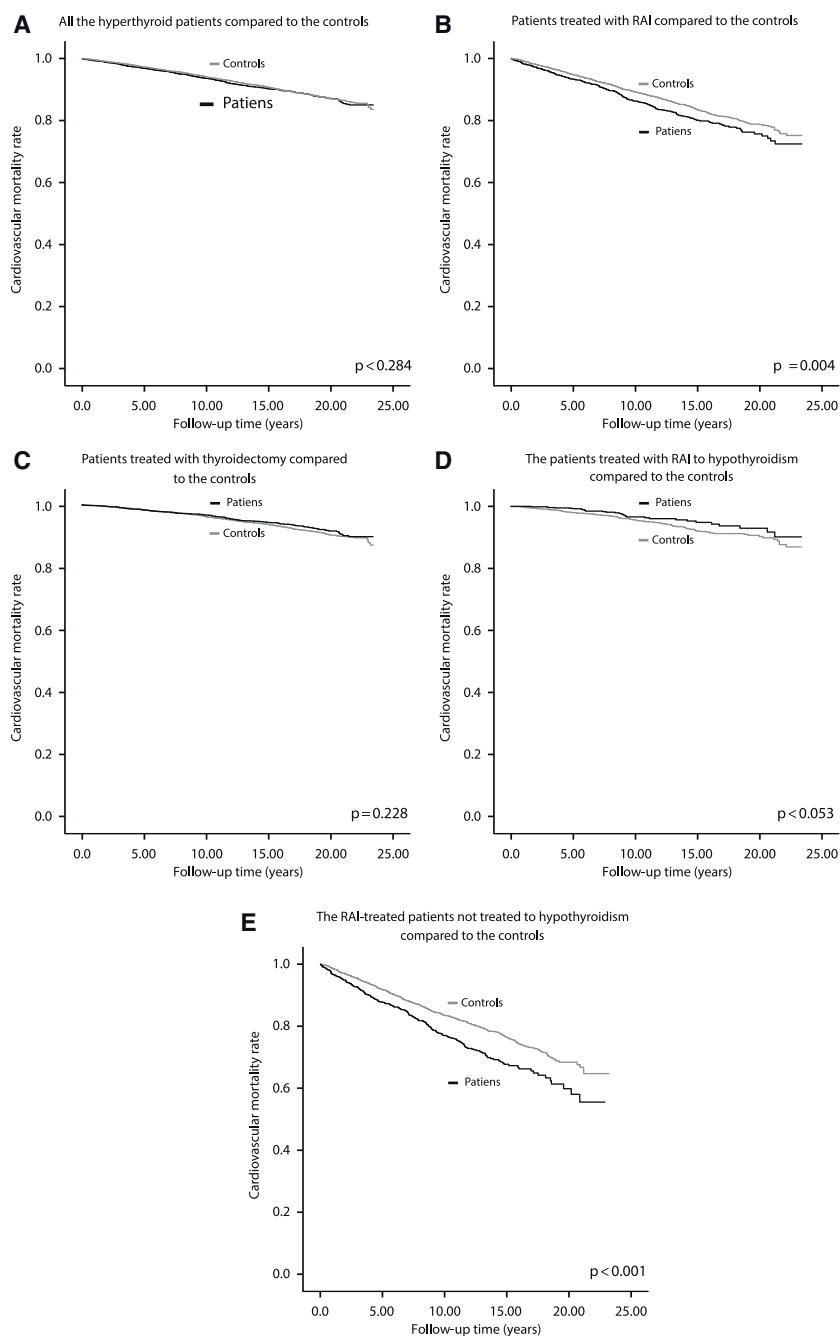 A All the hyperthyroid patients compared to the controls
1.0
0.8
0.6
0.4
0.2
0.0
Cardiovascular mortality rate
Controls
Patiens
p<0.284
0.0 5.00 10.00 15.00 20.00 25.00
Follow-up time (years)
B Patients treated with RAI compared to the controls
1.0
0.8
0.6
0.4
0.2
0.0
Cardiovascular mortality rate
Controls
Patiens
p =0.004
0.0 5.00 10.00 15.00 20.00 25.00
Follow-up time (years)
C Patients treated with thyroidectomy compared
to the controls
1.0
0.8
0.6
0.4
0.2
0.0
Cardiovascular mortality rate
Patiens
Controls
p=0.228
0.0 5.00 10.00 15.00 20.00 25.00
Follow-up time (years)
D The patients treated with RAI to hypothyroidism
compared to the controls
1.0
0.8
0.6
0.4
0.2
0.0
Cardiovascular mortality rate
Patiens
Controls
p<0.053
0.0 5.00 10.00 15.00 20.00 25.00
Follow-up time (years)
E The RAI-treated patients not treated to hypothyroidism
compared to the controls
1.0
0.8
0.6
0.4
0.2
0.0
Cardiovascular mortality rate
Controls
Patiens
p<0.001
0.0 5.00 10.00 15.00 20.00 25.00
Follow-up time (years)